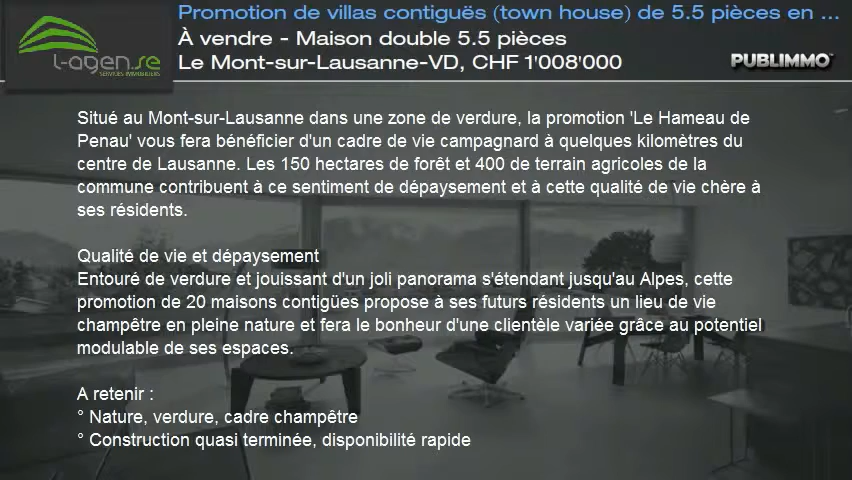 Promotion de villas contiguës (town house) de 5.5 pièces en ...
À vendre - Maison double 5.5 pièces
Le Mont-sur-Lausanne-VD, CHF 1'008'000
l-agen.se
SERVICES IMMOBILIERS
PUBLIMMO
Situé au Mont-sur-Lausanne dans une zone de verdure, la promotion 'Le Hameau de
Penau' vous fera bénéficier d'un cadre de vie campagnard à quelques kilomètres du
centre de Lausanne. Les 150 hectares de forêt et 400 de terrain agricoles de la
commune contribuent à ce sentiment de dépaysement et à cette qualité de vie chère à
ses résidents.
Qualité de vie et dépaysement
Entouré de verdure et jouissant d'un joli panorama s'étendant jusqu'au Alpes, cette
promotion de 20 maisons contigües propose à ses futurs résidents un lieu de vie
champêtre en pleine nature et fera le bonheur d'une clientèle variée grâce au potentiel
modulable de ses espaces.
A retenir :
° Nature, verdure, cadre champêtre
° Construction quasi terminée, disponibilité rapide